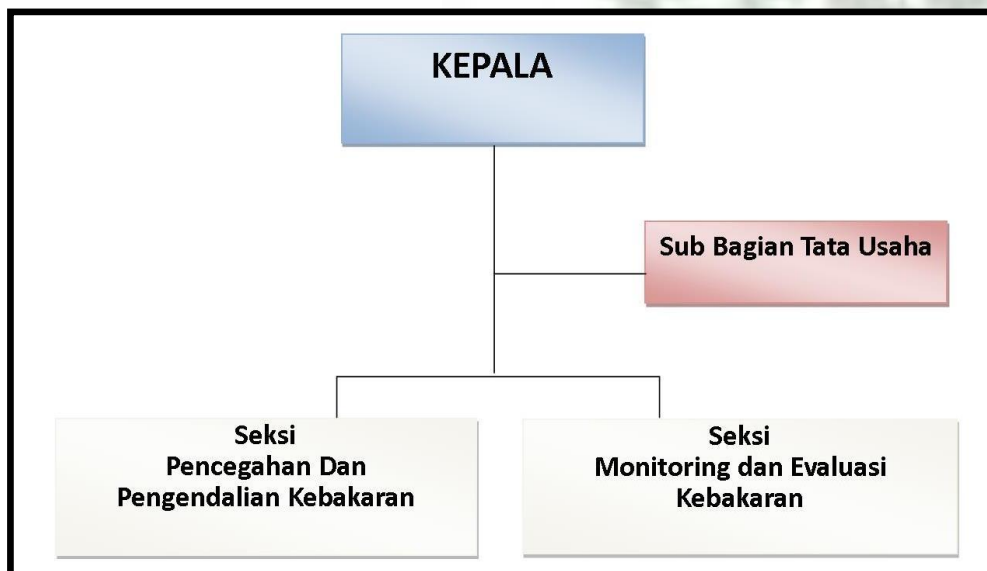 KEPALA
Sub Bagian Tata Usaha
Seksi
Pencegahan Dan
Pengendalian Kebakaran
Seksi
Monitoring dan Evaluasi
Kebakaran